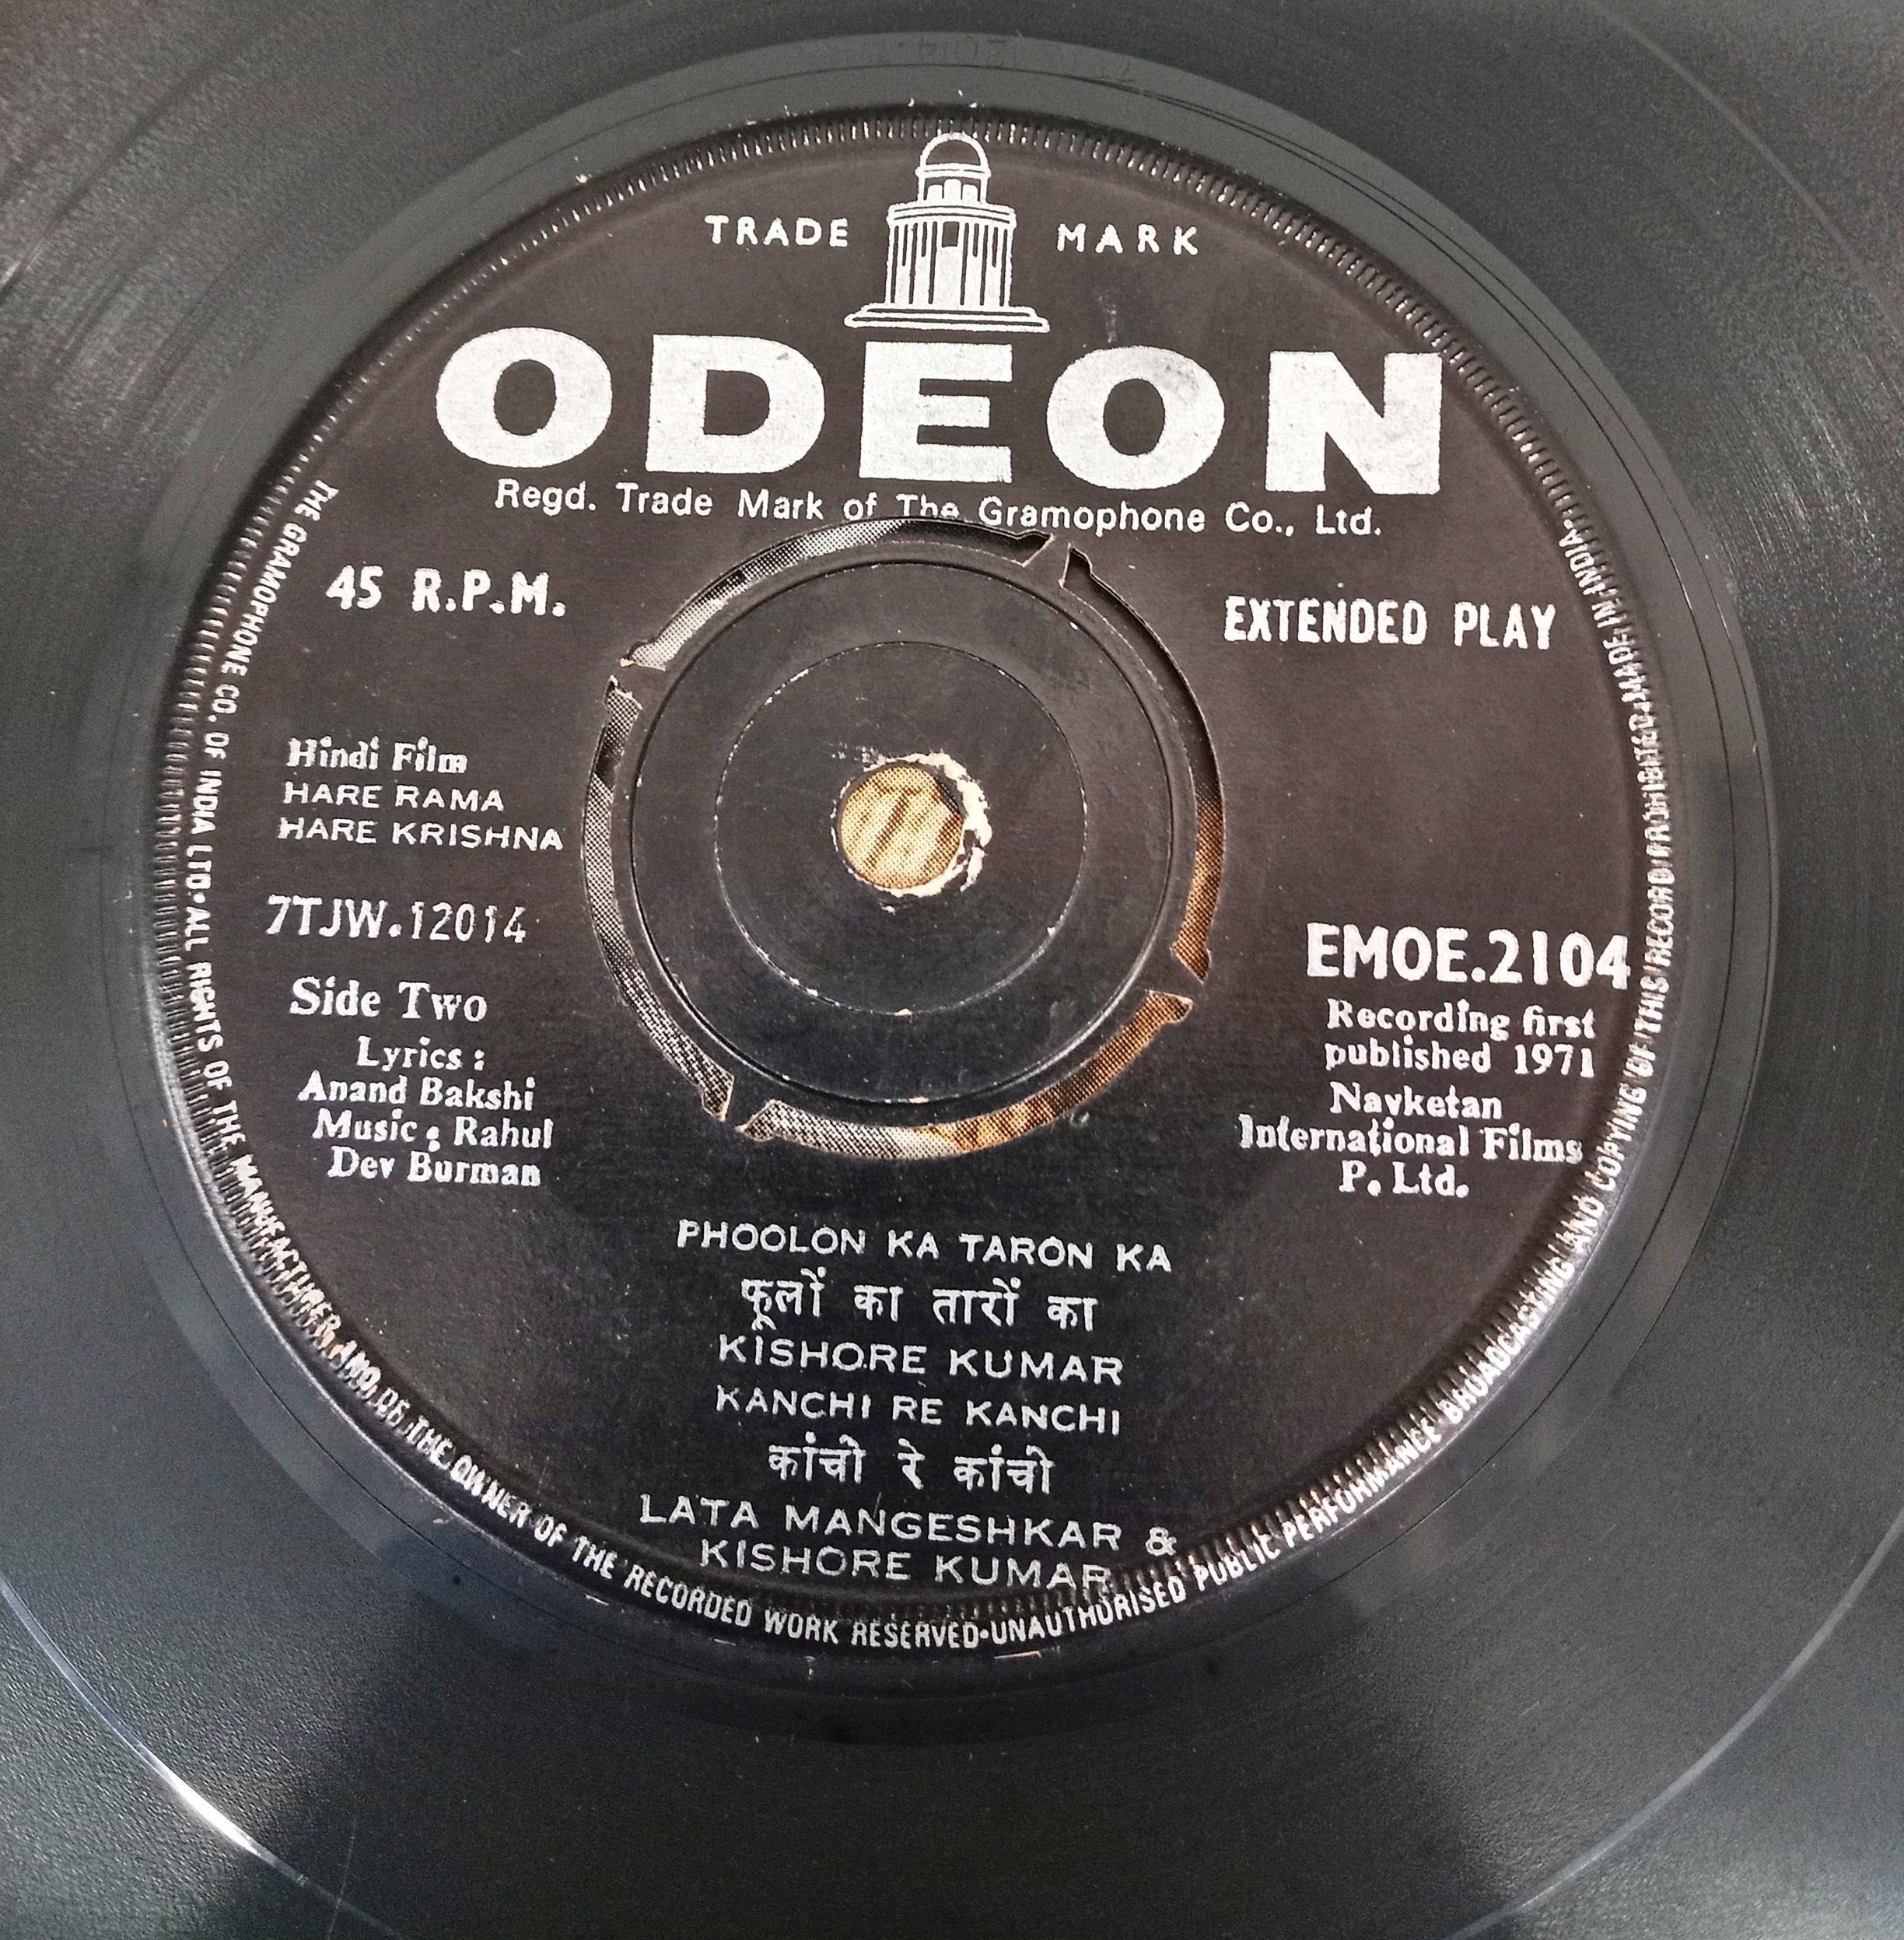 TRADE MARK
ODEON
Regd. Trade Mark of The Gramophone Co., Ltd.
45 R.P.M.
EXTENDED PLAY
Hindi Film
HARE RAMA
HARE KRISHNA
7TJW.12014
Side Two
Lyrics :
Anand Bakshi
Music : Rahul
Dev Burman
EMOE.2104
Recording first
published 1971
Navketan
International Films
P. Ltd.
PHOOLON KA TARON KA
फूलों का तारों का
KISHORE KUMAR
KANCHI RE KANCHI
कांची रे कांची
LATA MANGESHKAR &
KISHORE KUMAR
THE GRAMOPHONE CO. OF INDIA LTD•ALL RIGHTS OF THE MANUFACTURER AND OF THE OWNER OF THE RECORDED WORK RESERVED•UNAUTHORISED PUBLIC PERFORMANCE BROADCASTING AND COPYING OF THIS RECORD PROHIBITED•MADE IN INDIA•